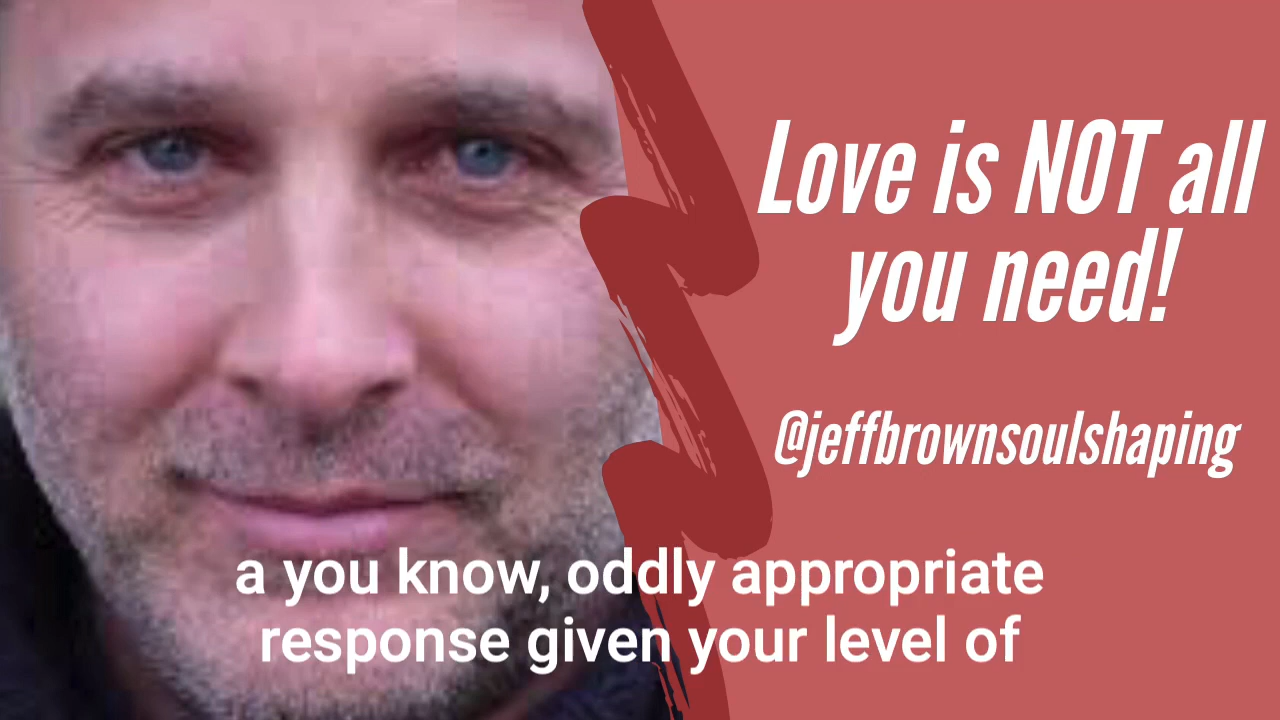 Love is NOT all
you need!
@jeffbrownsoulshaping
a you know, oddly appropriate
response given your level of